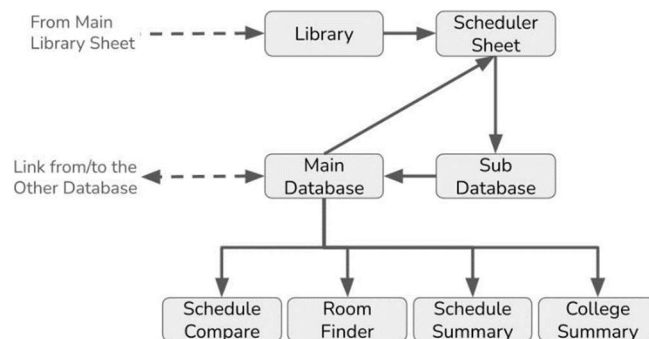 From Main
Library Sheet
Library
Scheduler
Sheet
Link from/to the
Other Database
Main
Database
Sub
Database
Schedule
Compare
Room
Finder
Schedule
Summary
College
Summary